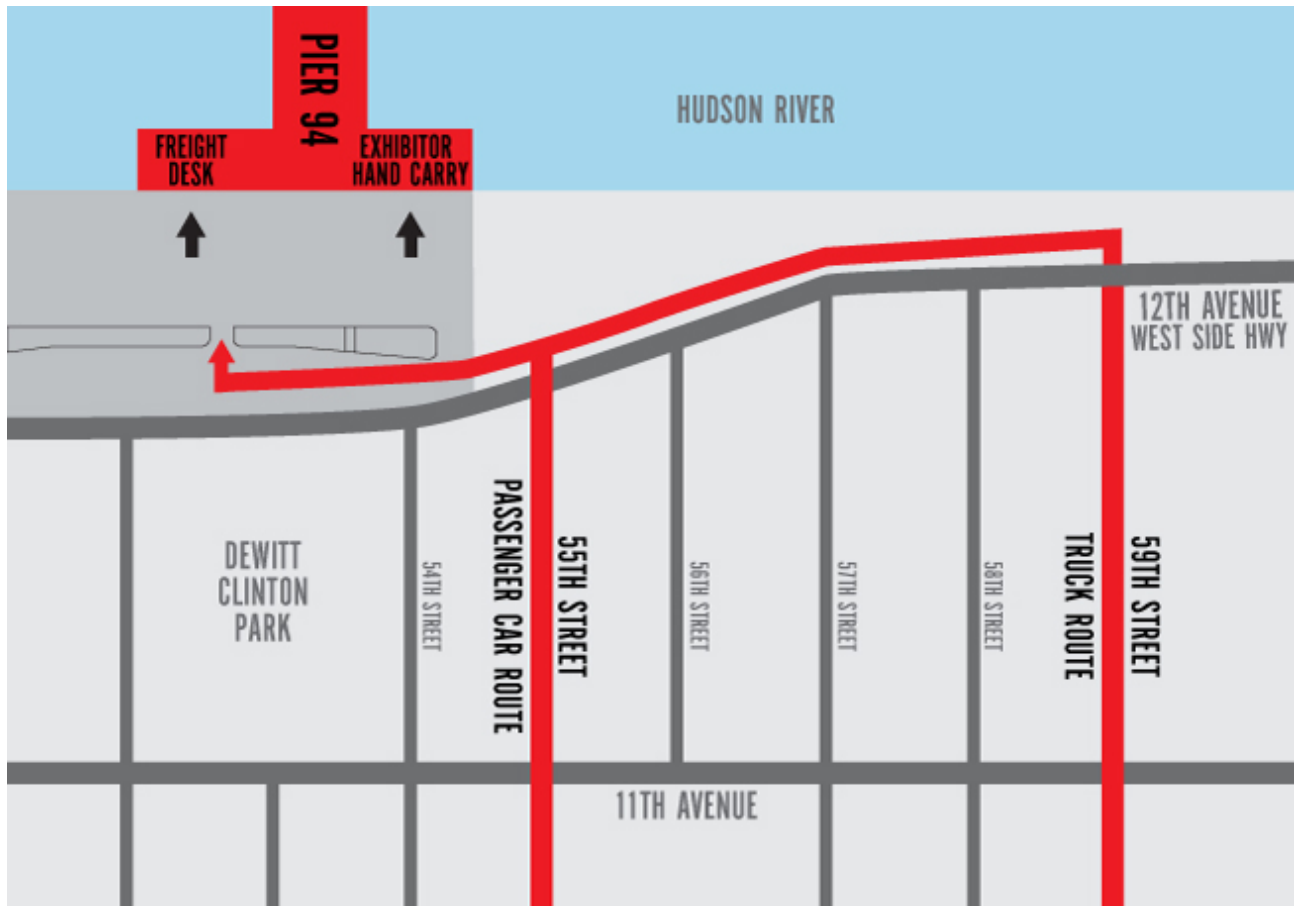 PIER 94
HUDSON RIVER
FREIGHT
DESK
EXHIBITOR
HAND CARRY
12TH AVENUE
WEST SIDE HWY
DEWITT
CLINTON
PARK
54TH STREET
PASSENGER CAR ROUTE
55TH STREET
56TH STREET
57TH STREET
58TH STREET
TRUCK ROUTE
59TH STREET
11TH AVENUE